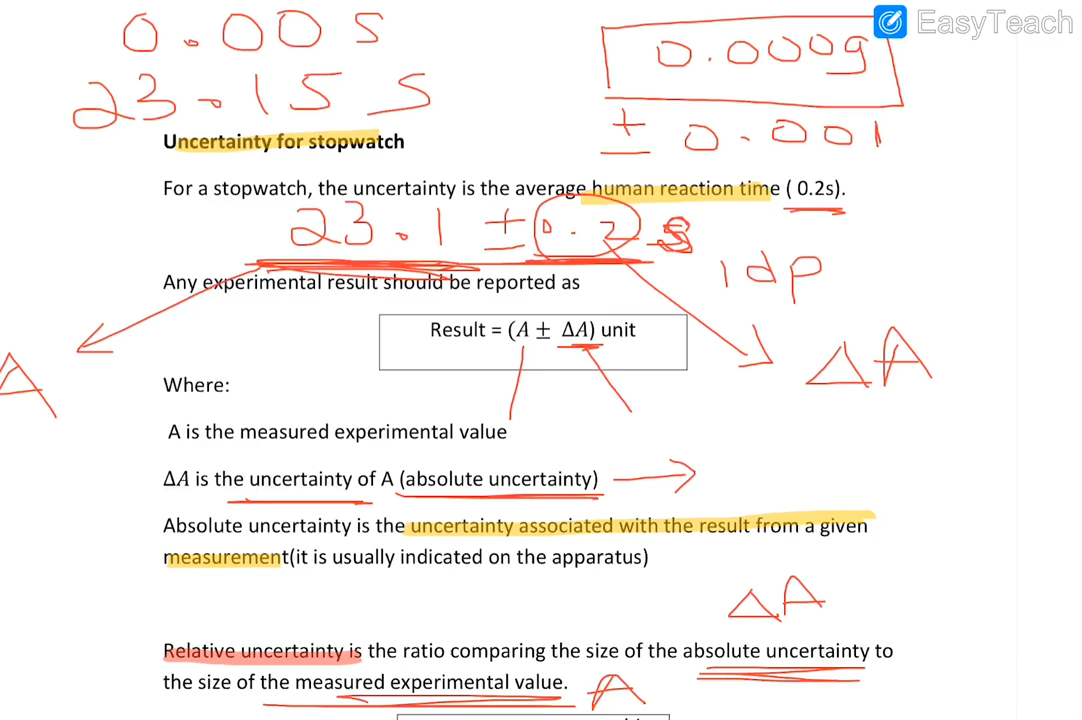 0.00 s
EasyTeach
0.000g
23.15 s
± 0.001
Uncertainty for stopwatch
For a stopwatch, the uncertainty is the average human reaction time ( 0.2s).
23.1 ± 0.2 s
1dp
Any experimental result should be reported as
Result = (A ± ΔA) unit
A
ΔA
Where:
A is the measured experimental value
ΔA is the uncertainty of A (absolute uncertainty)
Absolute uncertainty is the uncertainty associated with the result from a given
measurement(it is usually indicated on the apparatus)
ΔA
Relative uncertainty is the ratio comparing the size of the absolute uncertainty to
the size of the measured experimental value.
A